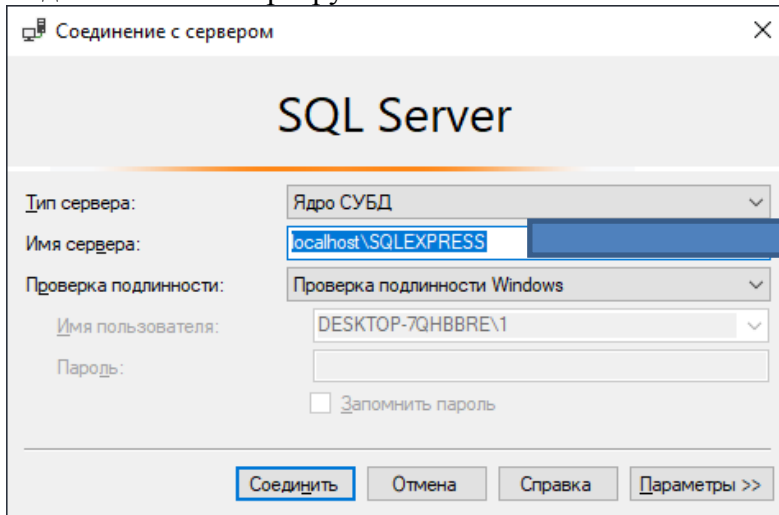 Соединение с сервером
SQL Server
Тип сервера: Ядро СУБД
Имя сервера: localhost\SQLEXPRESS
Проверка подлинности: Проверка подлинности Windows
Имя пользователя: DESKTOP-7QHBBRE\1
Пароль:
Запомнить пароль
Соединить Отмена Справка Параметры >>